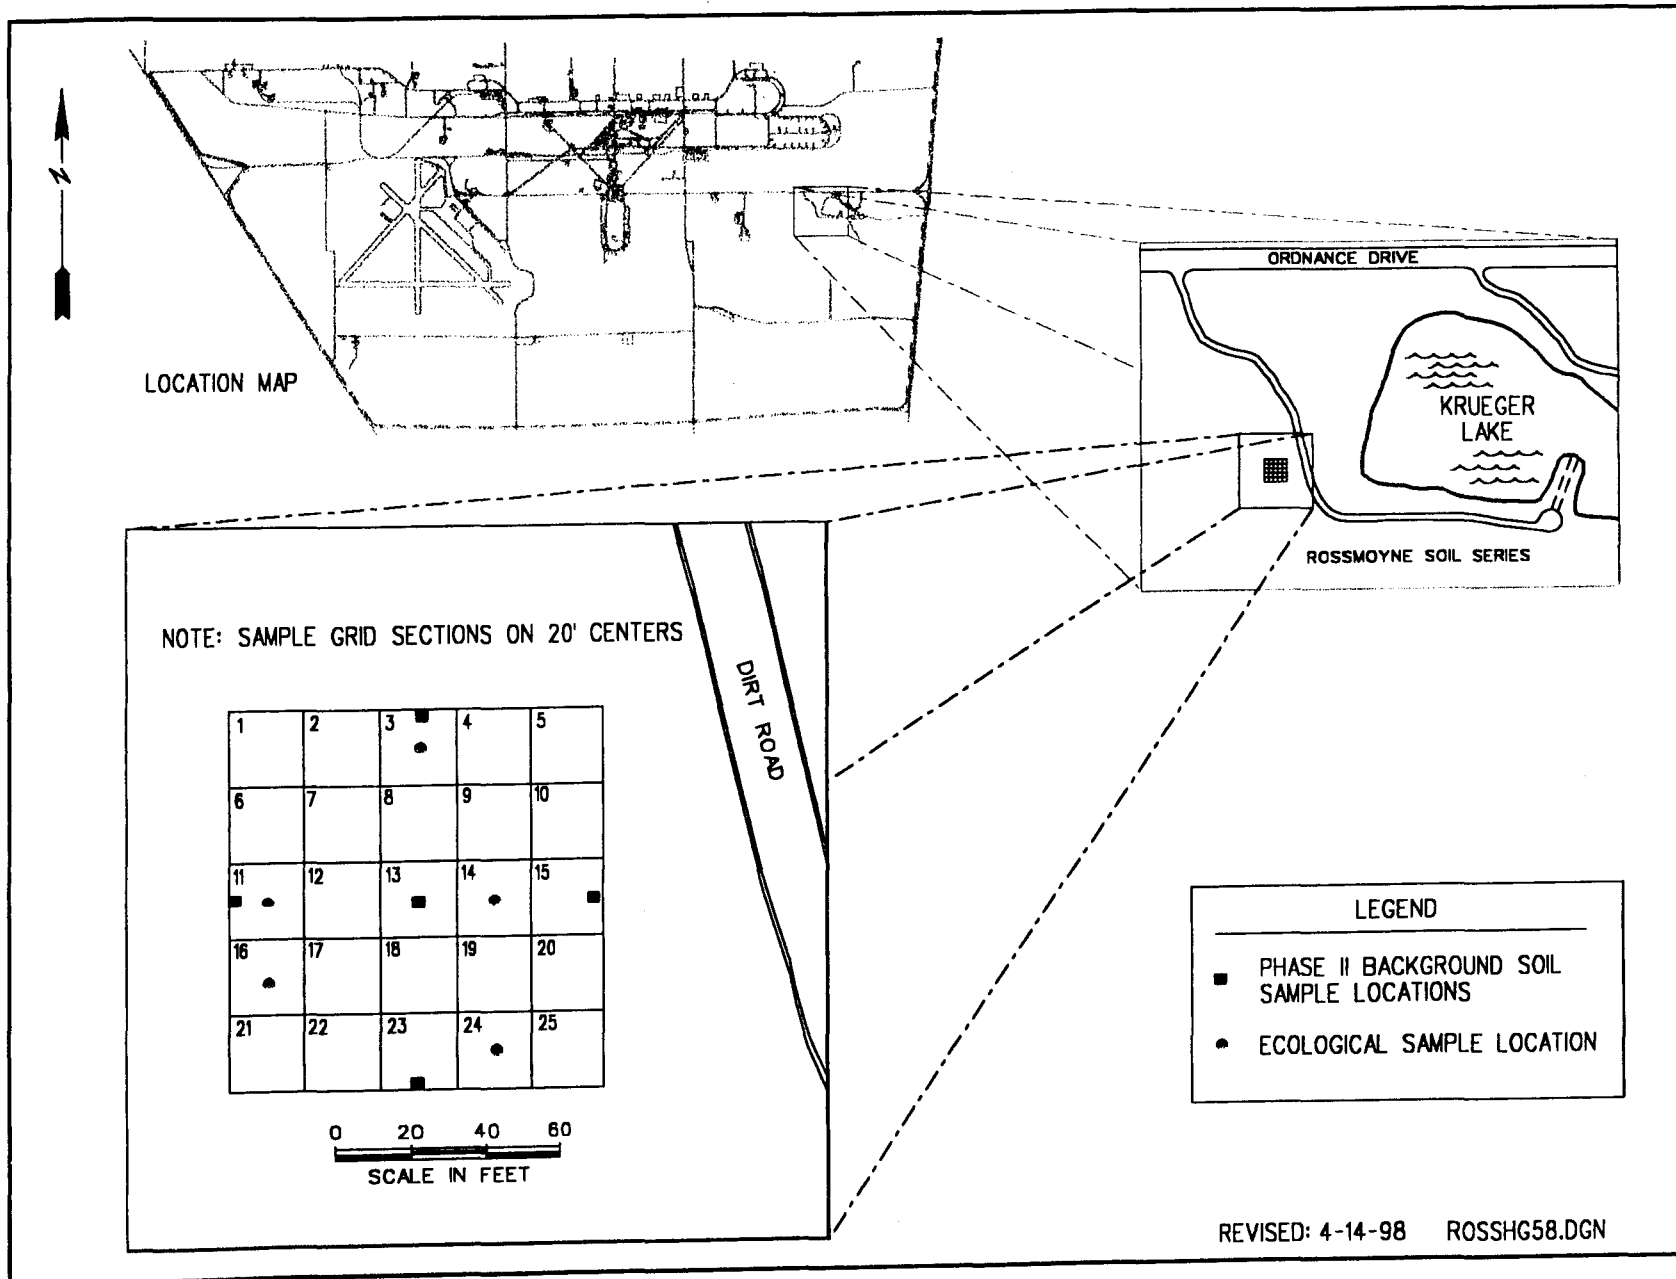 N
LOCATION MAP
ORDNANCE DRIVE
KRUEGER
LAKE
ROSSMOYNE SOIL SERIES
NOTE: SAMPLE GRID SECTIONS ON 20' CENTERS
DIRT ROAD
1 2 3 4 5
6 7 8 9 10
11 12 13 14 15
16 17 18 19 20
21 22 23 24 25
0 20 40 60
SCALE IN FEET
LEGEND
PHASE II BACKGROUND SOIL
SAMPLE LOCATIONS
ECOLOGICAL SAMPLE LOCATION
REVISED: 4-14-98 ROSSHG58.DGN